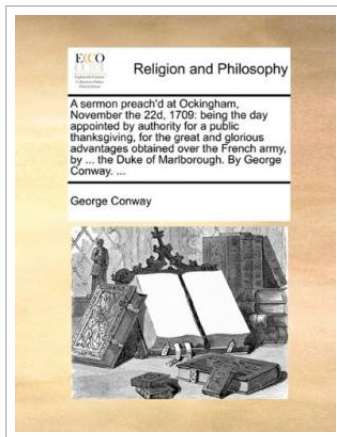 ECCO
Religion and Philosophy
A sermon preach'd at Ockingham,
November the 22d, 1709: being the day
appointed by authority for a public
thanksgiving, for the great and glorious
advantages obtained over the French army,
by ... the Duke of Marlborough. By George
Conway. ...
George Conway